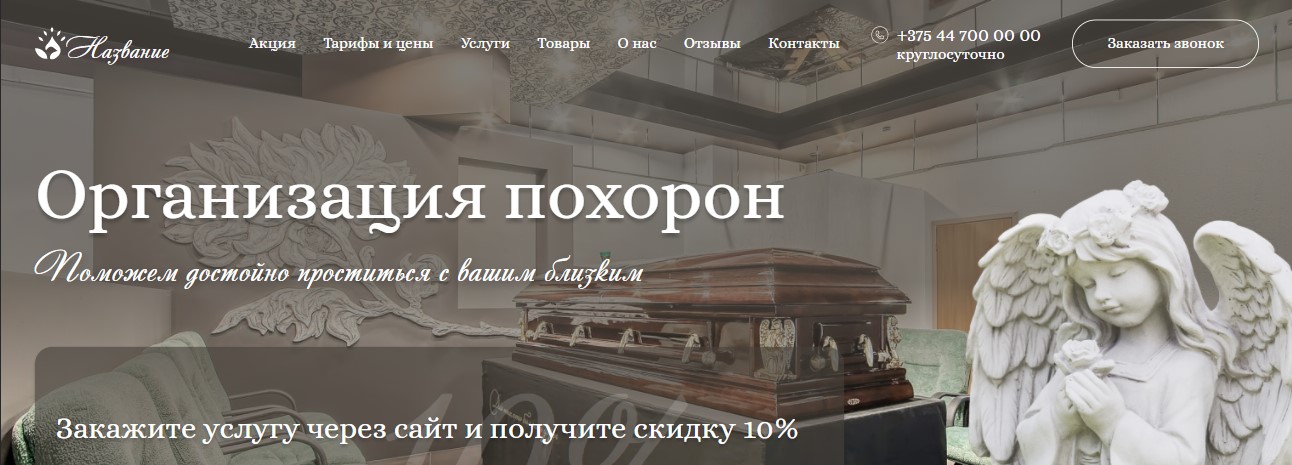 Название
Акция Тарифы и цены Услуги Товары О нас Отзывы Контакты
+375 44 700 00 00
круглосуточно
Заказать звонок
Организация похорон
Поможем достойно проститься с вашим близким
10%
Закажите услугу через сайт и получите скидку 10%